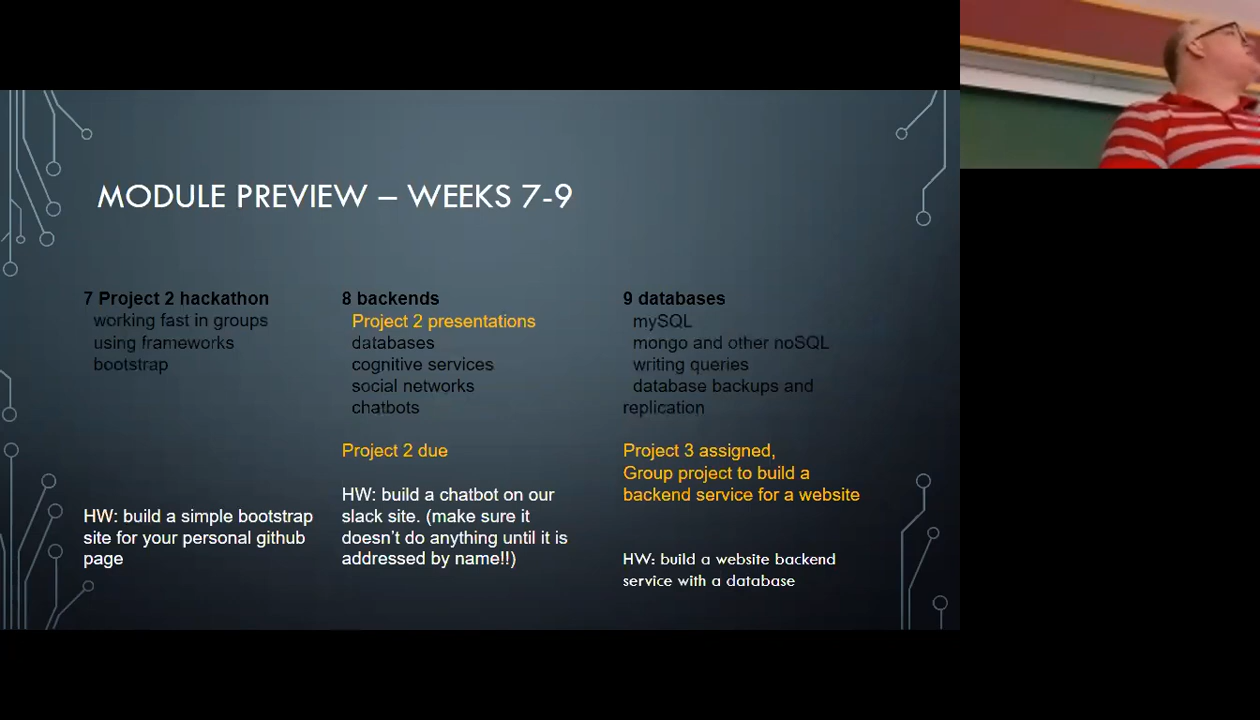 MODULE PREVIEW – WEEKS 7-9
7 Project 2 hackathon
working fast in groups
using frameworks
bootstrap
HW: build a simple bootstrap
site for your personal github
page
8 backends
Project 2 presentations
databases
cognitive services
social networks
chatbots
Project 2 due
HW: build a chatbot on our
slack site. (make sure it
doesn't do anything until it is
addressed by name!!)
9 databases
mySQL
mongo and other noSQL
writing queries
database backups and
replication
Project 3 assigned,
Group project to build a
backend service for a website
HW: build a website backend
service with a database